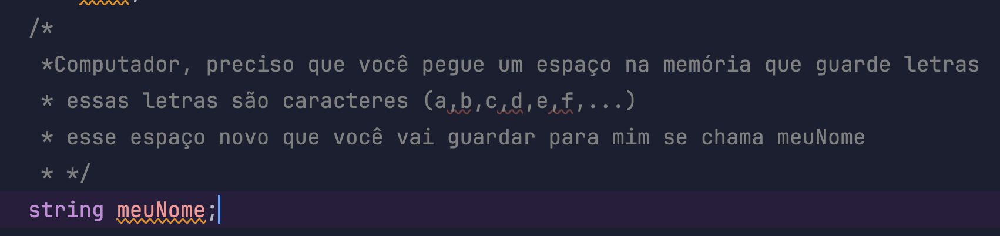 /*
*Computador, preciso que você pegue um espaço na memória que guarde letras
* essas letras são caracteres (a,b,c,d,e,f,...)
* esse espaço novo que você vai guardar para mim se chama meuNome
* */
string meuNome;